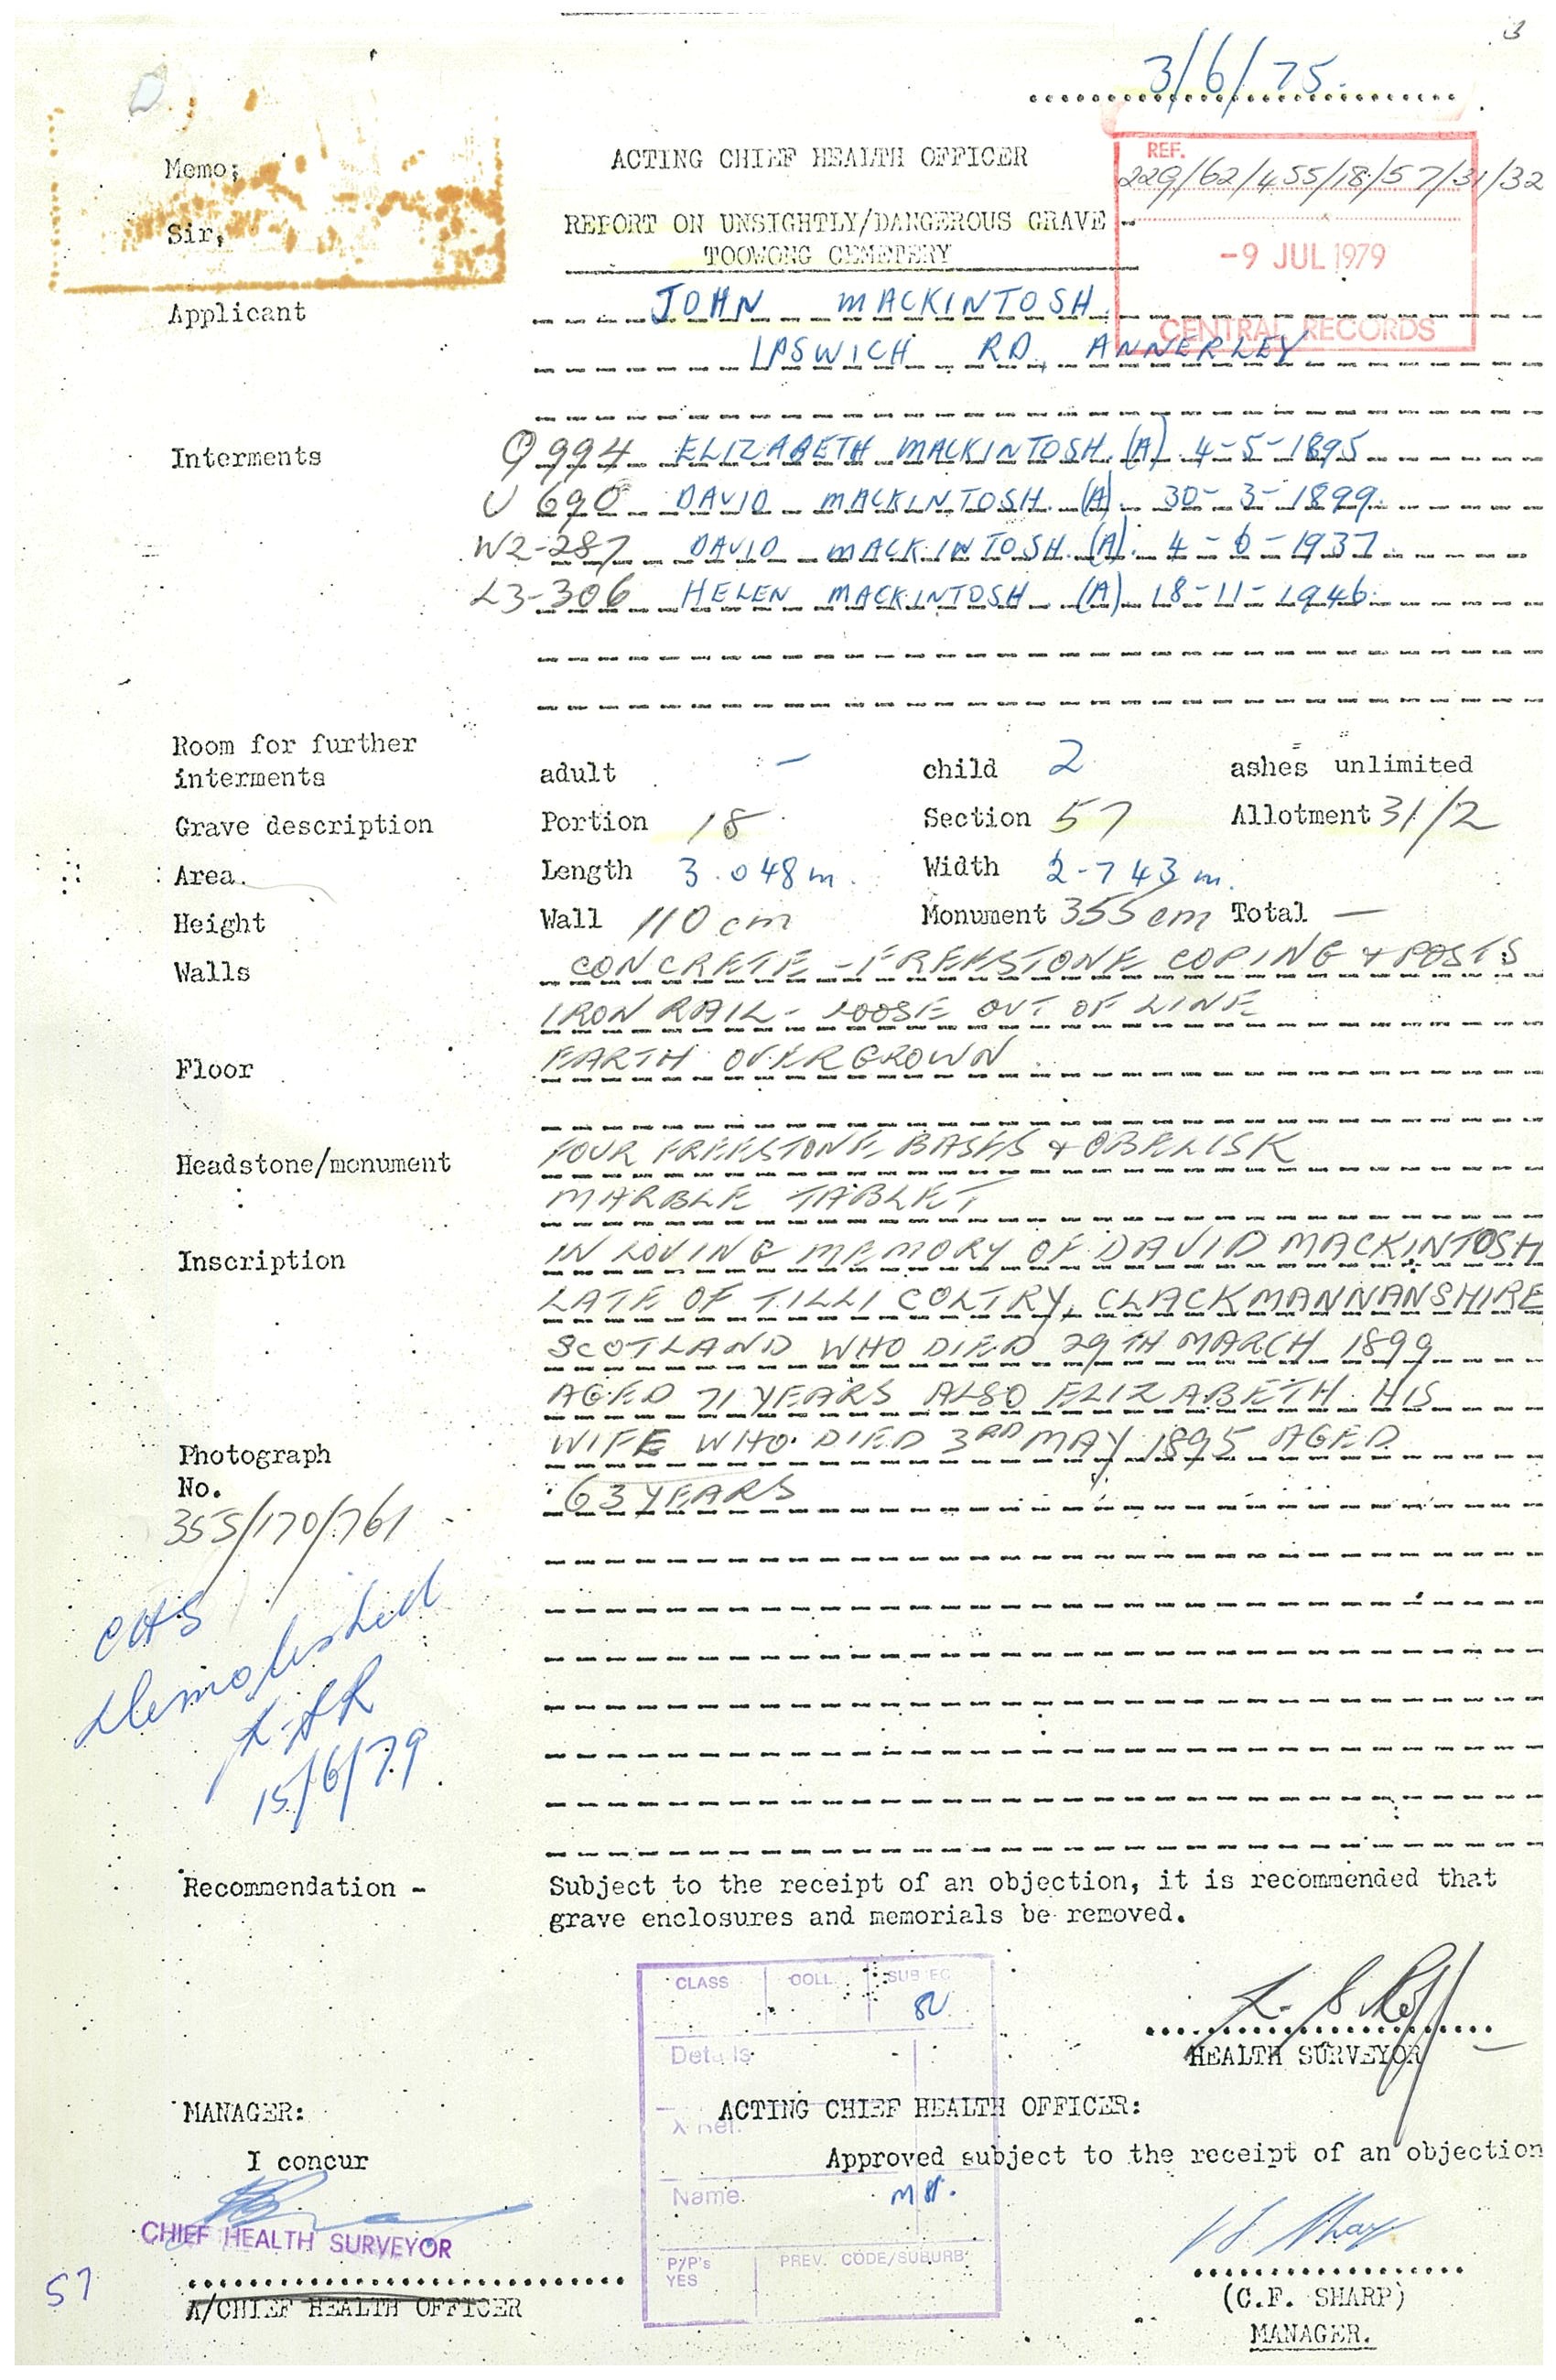 3
3/6/75.
Memo;
ACTING CHIEF HEALTH OFFICER
REF.
229/62/455/18/57/31/32
Sir,
REPORT ON UNSIGHTLY/DANGEROUS GRAVE -
TOOWONG CEMETERY
-9 JUL 1979
CENTRAL RECORDS
Applicant JOHN MACKINTOSH
IPSWICH RD, ANNERLEY
Interments Q994 ELIZABETH MACKINTOSH. (A) 4-5-1895
U 690 DAVID MACKINTOSH. (A). 30-3-1899.
W2-287 DAVID MACKINTOSH. (A). 4-6-1937.
L3-306 HELEN MACKINTOSH (A) 18-11-1946.
Room for further
interments adult - child 2 ashes unlimited
Grave description Portion 18 Section 57 Allotment 31/2
Area. Length 3.048m. Width 2-743m.
Height Wall 110cm Monument 355cm Total -
Walls CONCRETE - FREESTONE COPING & POSTS
IRON RAIL - LOOSE OUT OF LINE
Floor EARTH OVERGROWN
Headstone/monument FOUR FREESTONE BASES & OBELISK
MARBLE TABLET
Inscription IN LOVING MEMORY OF DAVID MACKINTOSH
LATE OF TILLICOLTRY, CLACKMANNANSHIRE
SCOTLAND WHO DIED 29TH MARCH 1899
AGED 71 YEARS ALSO ELIZABETH HIS
WIFE WHO DIED 3RD MAY 1895 AGED
63 YEARS
Photograph
No.
355/170/761
CHS
Demolished
15/6/79
Recommendation - Subject to the receipt of an objection, it is recommended that
grave enclosures and memorials be removed.
CLASS COLL SUBJEC
Details
X Ref.
Name.
P/P's
YES
PREV. CODE/SUBURB
HEALTH SURVEYOR
MANAGER:
I concur
CHIEF HEALTH SURVEYOR
A/CHIEF HEALTH OFFICER
57
ACTING CHIEF HEALTH OFFICER:
Approved subject to the receipt of an objection
(C.F. SHARP)
MANAGER.